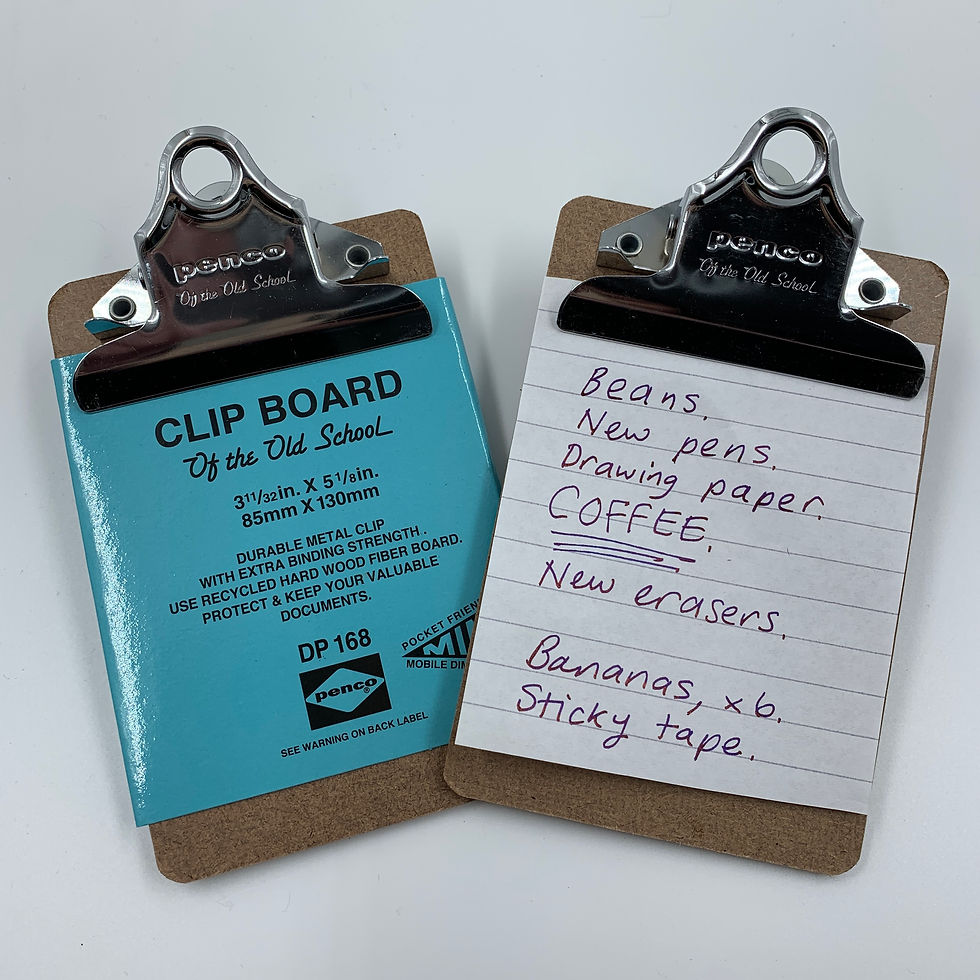 penco
Of the Old School
CLIP BOARD
Of the Old School
3 11/32in. X 5 1/8in.
85mm X 130mm
DURABLE METAL CLIP
WITH EXTRA BINDING STRENGTH.
USE RECYCLED HARD WOOD FIBER BOARD.
PROTECT & KEEP YOUR VALUABLE
DOCUMENTS.
DP 168
POCKET
MOBILE
penco®
SEE WARNING ON BACK LABEL
penco
Of the Old School
Beans.
New pens.
Drawing paper.
COFFEE.
New erasers.
Bananas, x 6.
Sticky tape.